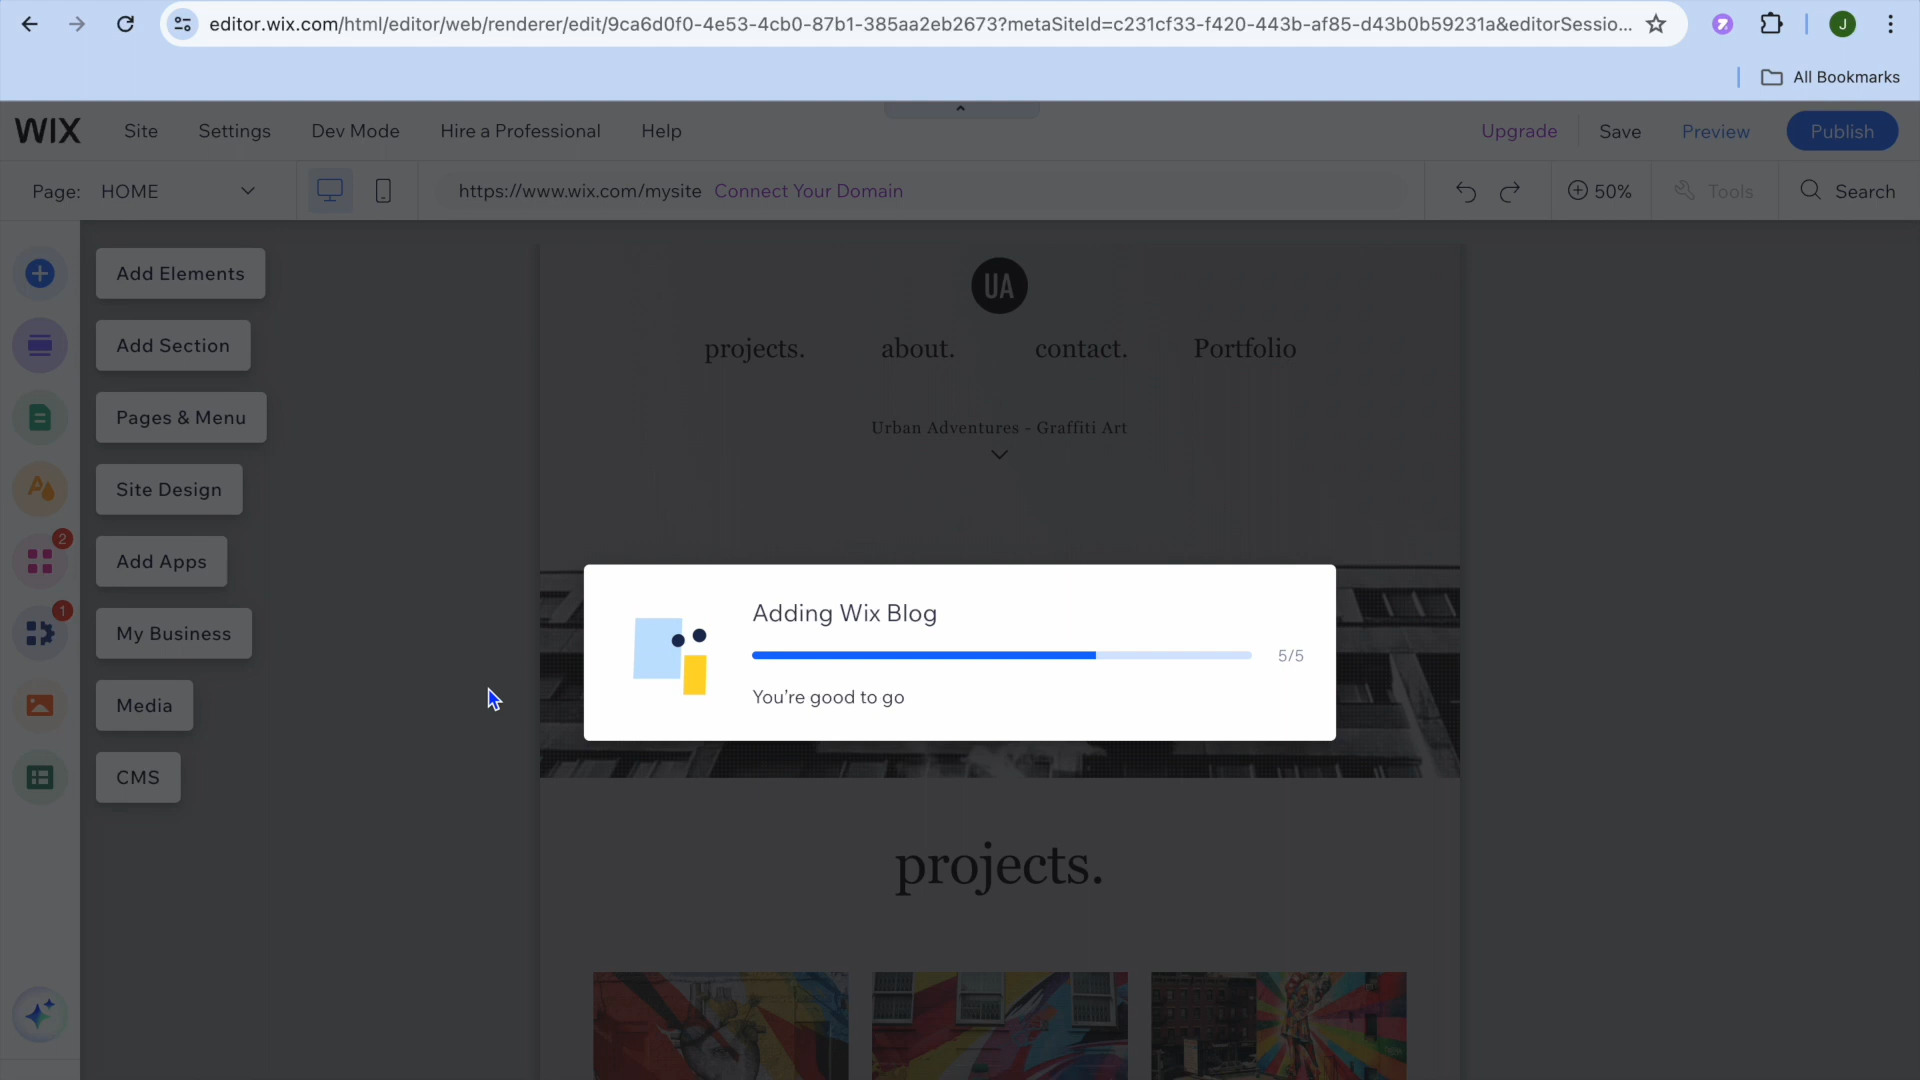 editor.wix.com/html/editor/web/renderer/edit/9ca6d0f0-4e53-4cb0-87b1-385aa2eb2673?metaSiteId=c231cf33-f420-443b-af85-d43b0b59231a&editorSessio...
J
All Bookmarks
WIX Site Settings Dev Mode Hire a Professional Help Upgrade Save Preview Publish
Page: HOME https://www.wix.com/mysite Connect Your Domain 50% Tools Search
Add Elements
UA
Add Section
projects. about. contact. Portfolio
Pages & Menu
Urban Adventures - Graffiti Art
Site Design
2
Add Apps
1
My Business
Adding Wix Blog
5/5
You're good to go
Media
CMS
projects.